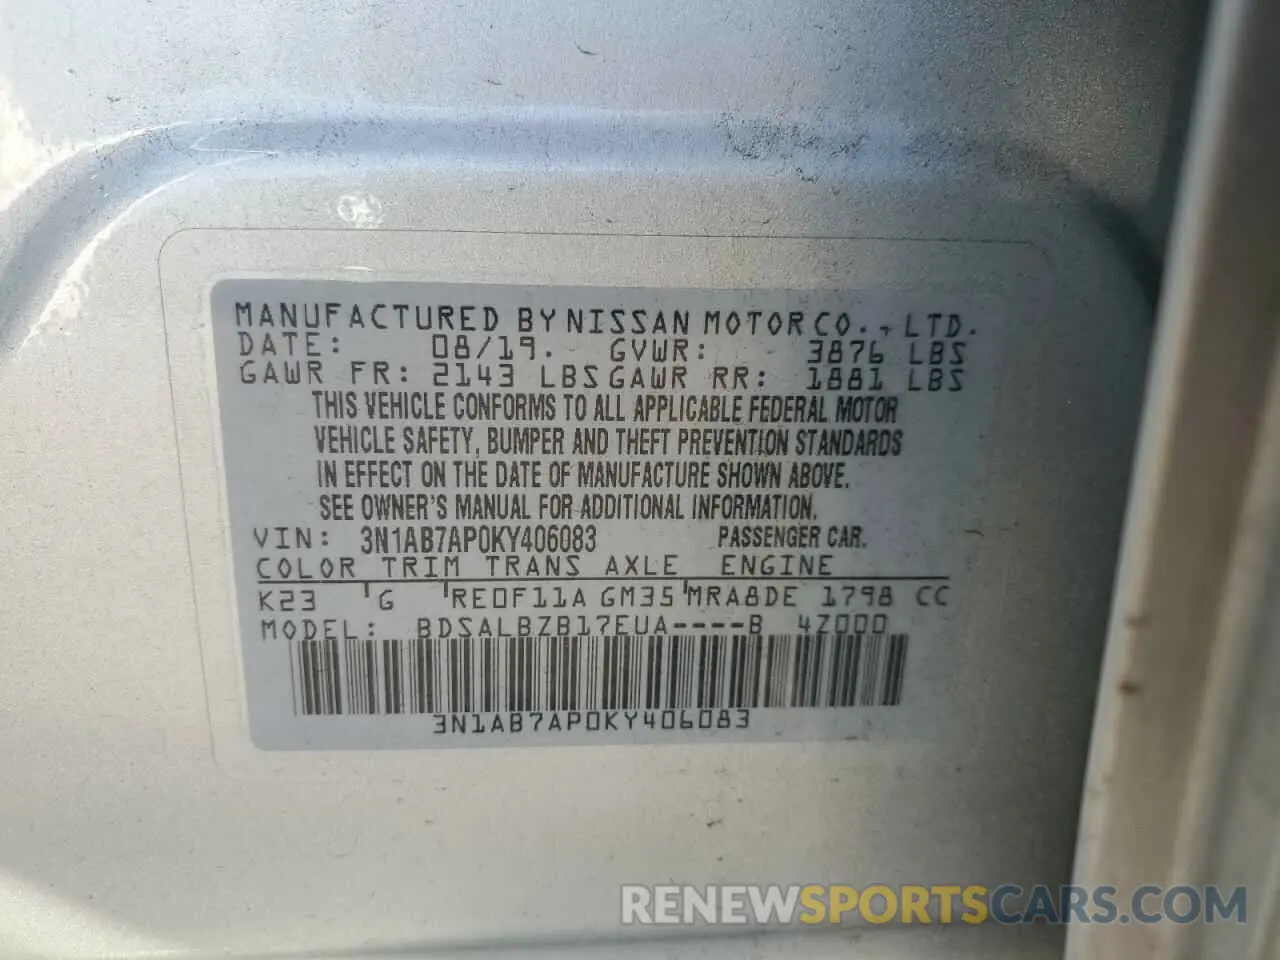 MANUFACTURED BY NISSAN MOTOR CO., LTD.
DATE: 08/19. GVWR: 3876 LBS
GAWR FR: 2143 LBS GAWR RR: 1881 LBS
THIS VEHICLE CONFORMS TO ALL APPLICABLE FEDERAL MOTOR
VEHICLE SAFETY, BUMPER AND THEFT PREVENTION STANDARDS
IN EFFECT ON THE DATE OF MANUFACTURE SHOWN ABOVE.
SEE OWNER'S MANUAL FOR ADDITIONAL INFORMATION.
VIN: 3N1AB7AP0KY406083 PASSENGER CAR.
COLOR TRIM TRANS AXLE ENGINE
K23 'G 'RE0F11A GM35 'MRA8DE 1798 CC
MODEL: BDSALBZB17EUA----B 4Z000
3N1AB7AP0KY406083
RENEWSPORTSCARS.COM